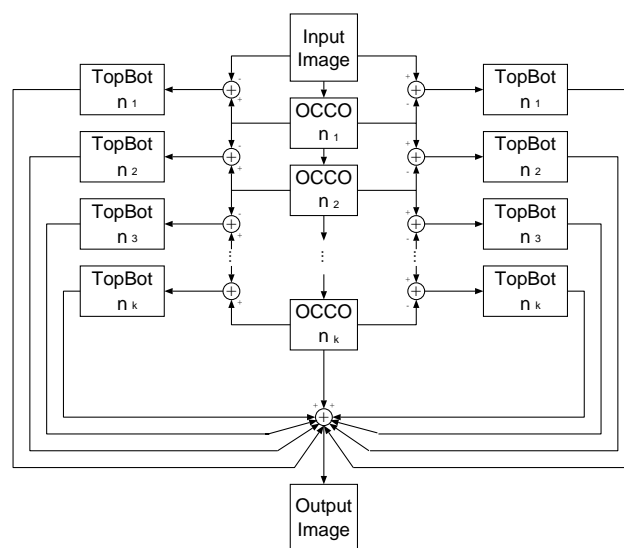 Input
Image
TopBot
n 1
- +
+ -
TopBot
n 1
OCCO
n 1
TopBot
n 2
- +
+ -
TopBot
n 2
OCCO
n 2
TopBot
n 3
- +
+ -
TopBot
n 3
... ... ...
TopBot
n k
+ -
TopBot
n k
OCCO
n k
+ +
Output
Image